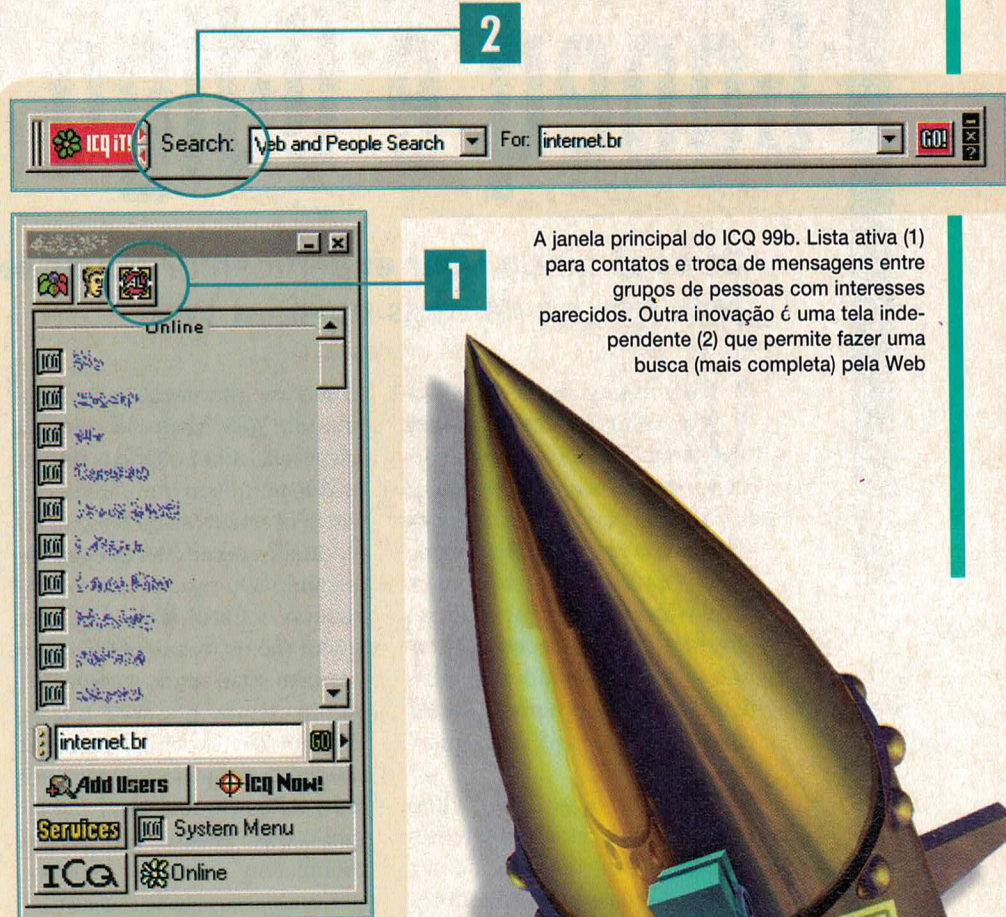 2
ICQ iT! Search: Web and People Search For: internet.br GO!
?
1
A janela principal do ICQ 99b. Lista ativa (1)
para contatos e troca de mensagens entre
grupos de pessoas com interesses
parecidos. Outra inovação é uma tela inde-
pendente (2) que permite fazer uma
busca (mais completa) pela Web
Online
internet.br GO
Add Users Icq Now!
Services System Menu
ICQ Online